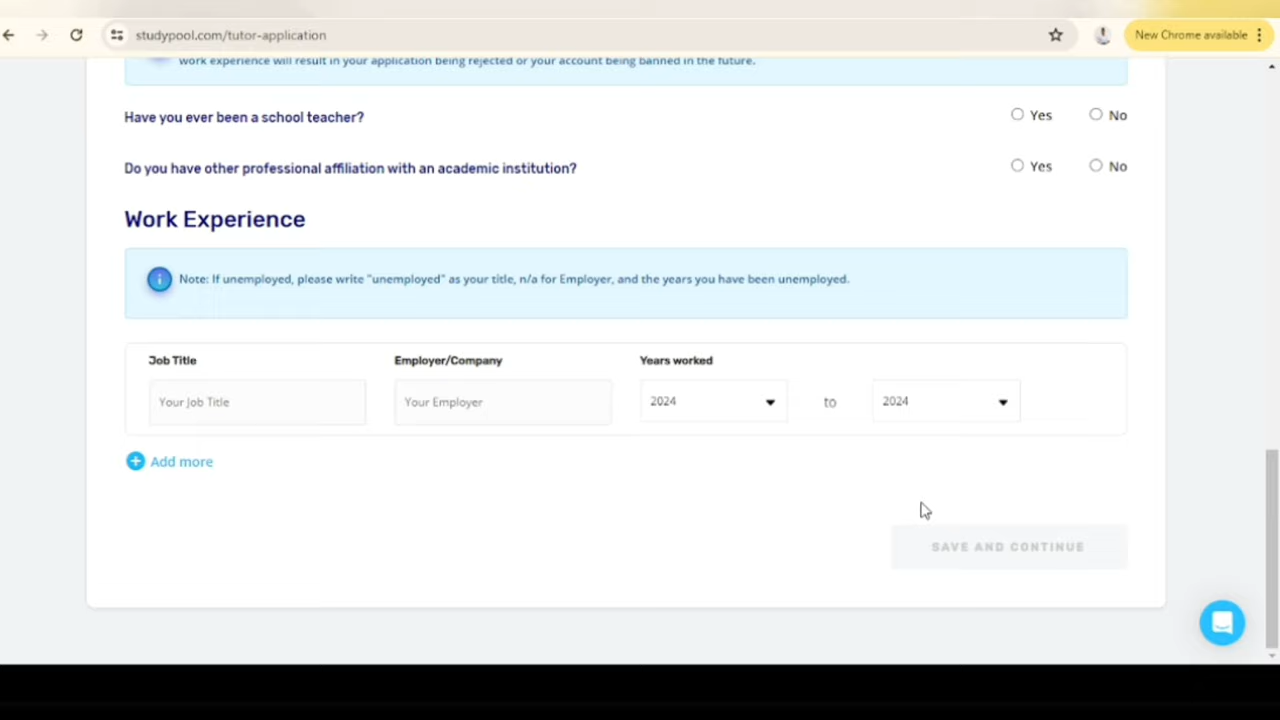 studypool.com/tutor-application
New Chrome available
work experience will result in your application being rejected or your account being banned in the future.
Have you ever been a school teacher? Yes No
Do you have other professional affiliation with an academic institution? Yes No
Work Experience
Note: If unemployed, please write "unemployed" as your title, n/a for Employer, and the years you have been unemployed.
Job Title Employer/Company Years worked
Your Job Title Your Employer 2024 to 2024
Add more
SAVE AND CONTINUE